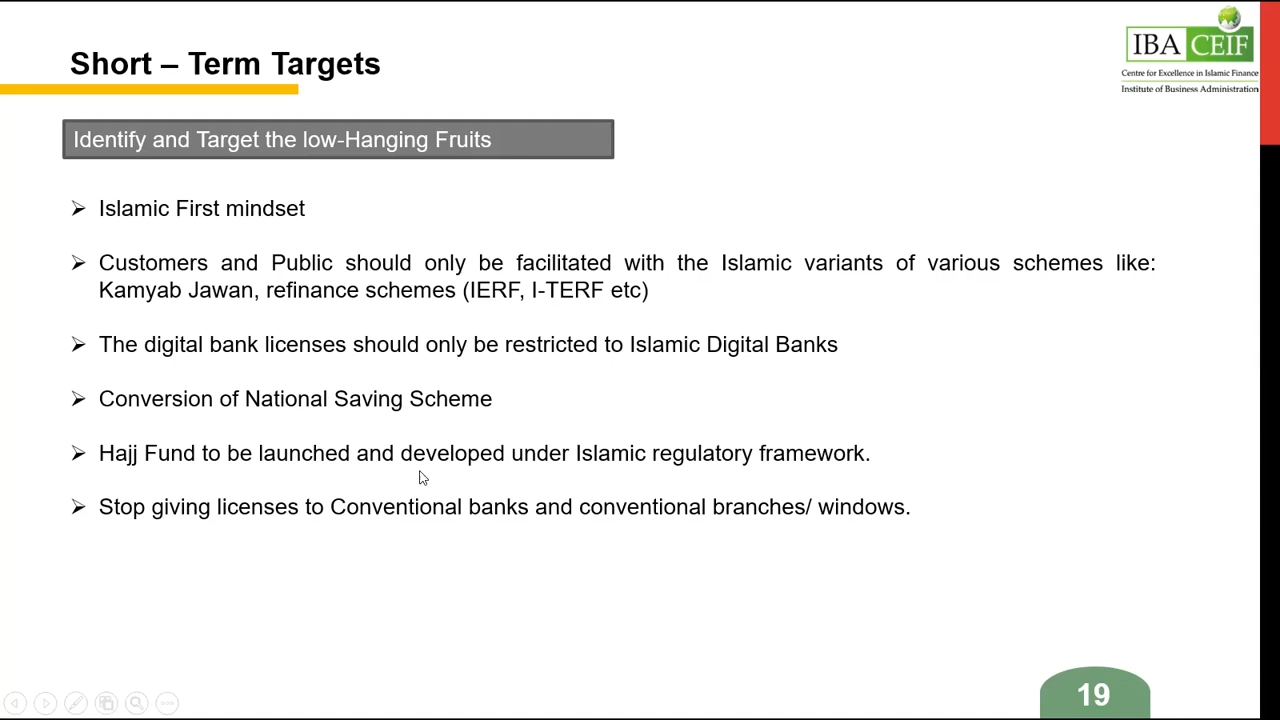 Short – Term Targets
IBA CEIF
Centre for Excellence in Islamic Finance
Institute of Business Administration
Identify and Target the low-Hanging Fruits
➢ Islamic First mindset
➢ Customers and Public should only be facilitated with the Islamic variants of various schemes like:
Kamyab Jawan, refinance schemes (IERF, I-TERF etc)
➢ The digital bank licenses should only be restricted to Islamic Digital Banks
➢ Conversion of National Saving Scheme
➢ Hajj Fund to be launched and developed under Islamic regulatory framework.
➢ Stop giving licenses to Conventional banks and conventional branches/ windows.
19